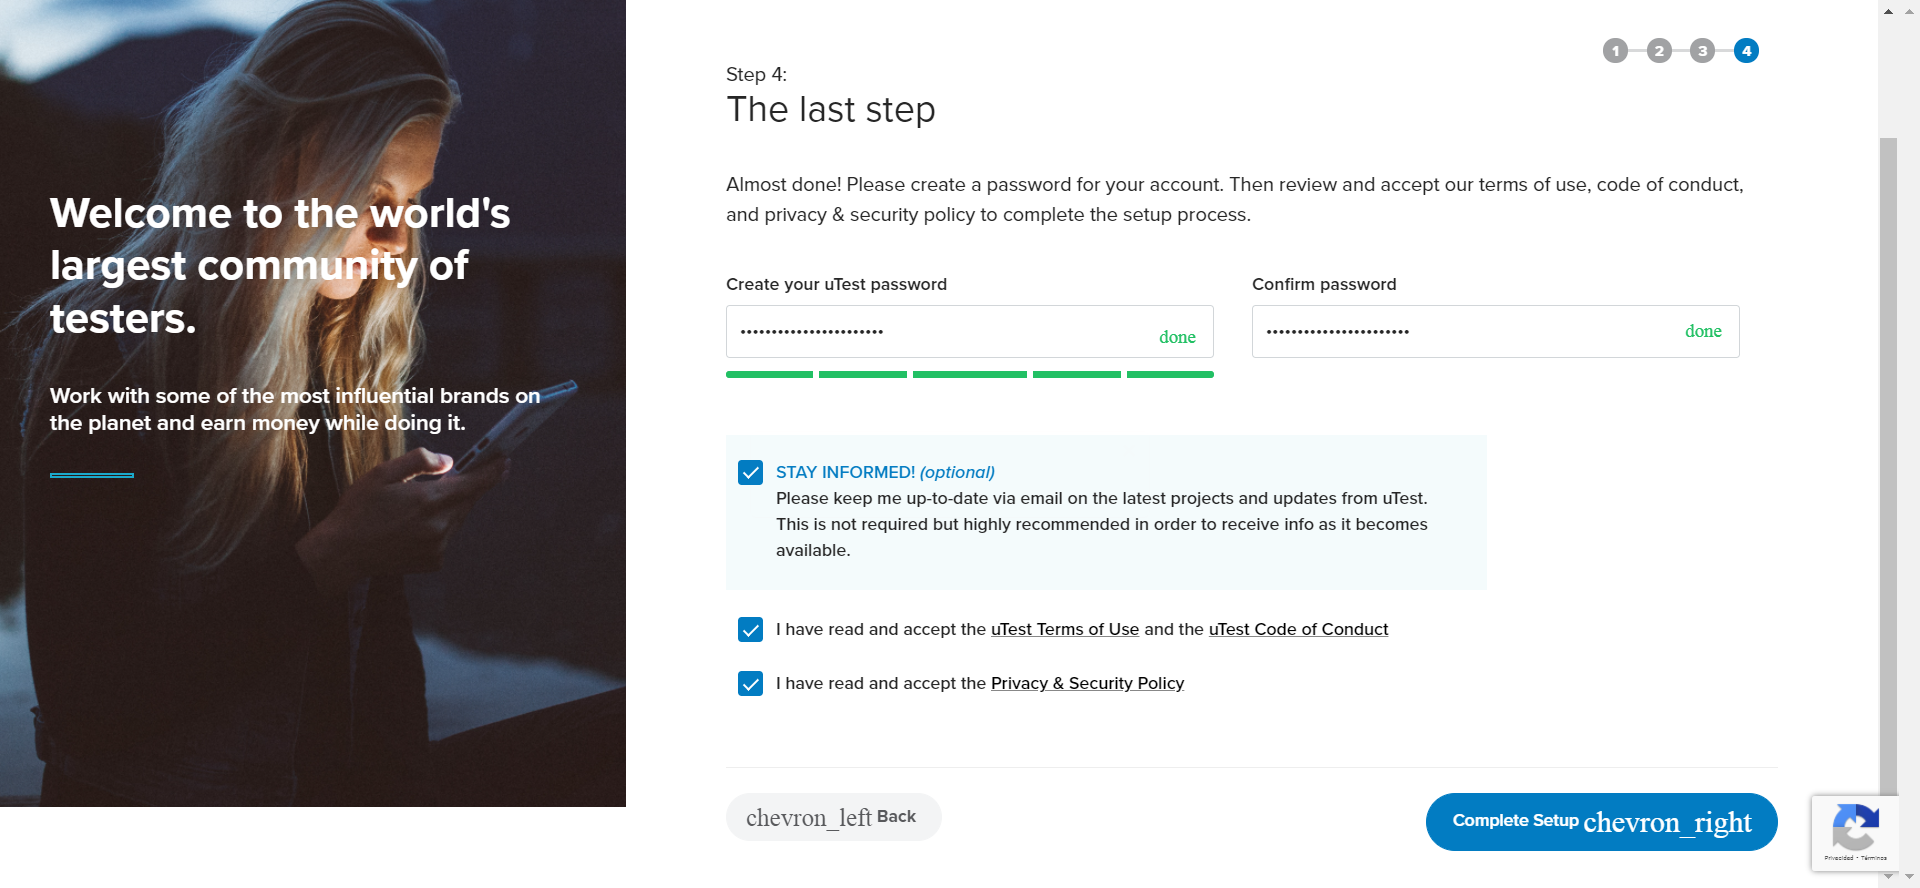 Welcome to the world's
largest community of
testers.
Work with some of the most influential brands on
the planet and earn money while doing it.
1 2 3 4
Step 4:
The last step
Almost done! Please create a password for your account. Then review and accept our terms of use, code of conduct,
and privacy & security policy to complete the setup process.
Create your uTest password
Confirm password
•••••••••••••••••••••••
done
•••••••••••••••••••••••
done
STAY INFORMED! (optional)
Please keep me up-to-date via email on the latest projects and updates from uTest.
This is not required but highly recommended in order to receive info as it becomes
available.
I have read and accept the uTest Terms of Use and the uTest Code of Conduct
I have read and accept the Privacy & Security Policy
chevron_left Back
Complete Setup chevron_right
Privacidad - Términos